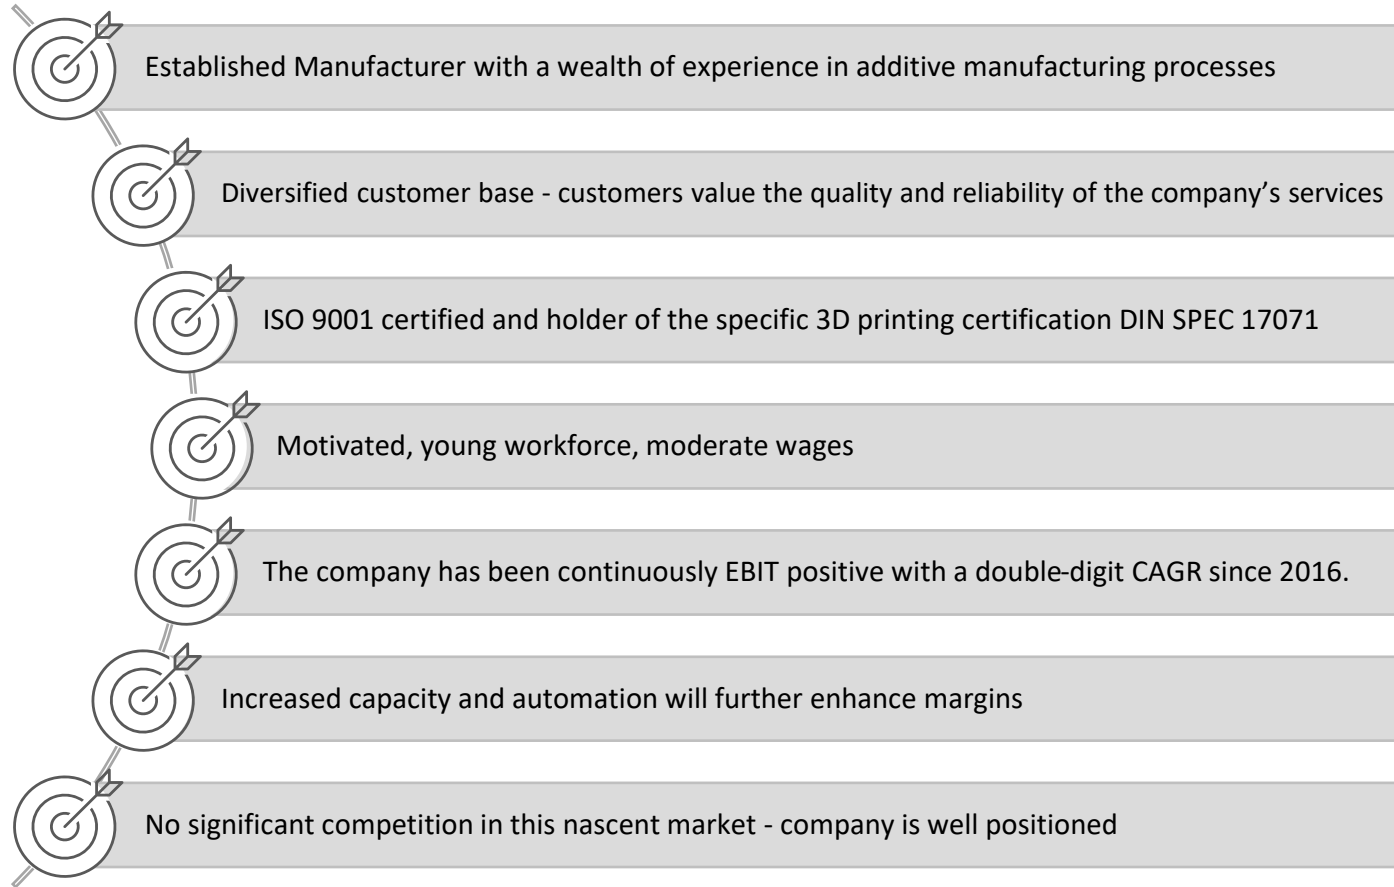 Established Manufacturer with a wealth of experience in additive manufacturing processes
Diversified customer base - customers value the quality and reliability of the company’s services
ISO 9001 certified and holder of the specific 3D printing certification DIN SPEC 17071
Motivated, young workforce, moderate wages
The company has been continuously EBIT positive with a double-digit CAGR since 2016.
Increased capacity and automation will further enhance margins
No significant competition in this nascent market - company is well positioned